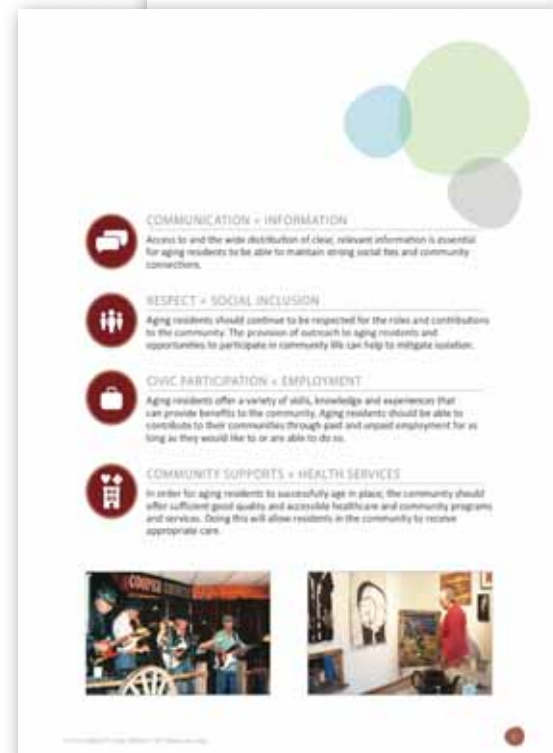 COMMUNICATION + INFORMATION
Access to and the wide distribution of clear, relevant information is essential
for aging residents to be able to maintain strong social ties and community
connections.
RESPECT + SOCIAL INCLUSION
Aging residents should continue to be respected for the roles and contributions
to the community. The provision of outreach to aging residents and
opportunities to participate in community life can help to mitigate isolation.
CIVIC PARTICIPATION + EMPLOYMENT
Aging residents offer a variety of skills, knowledge and experiences that
can provide benefits to the community. Aging residents should be able to
contribute to their communities through paid and unpaid employment for as
long as they would like to or are able to do so.
COMMUNITY SUPPORTS + HEALTH SERVICES
In order for aging residents to successfully age in place, the community should
offer sufficient good quality and accessible healthcare and community programs
and services. Doing this will allow residents in the community to receive
appropriate care.
COOPER